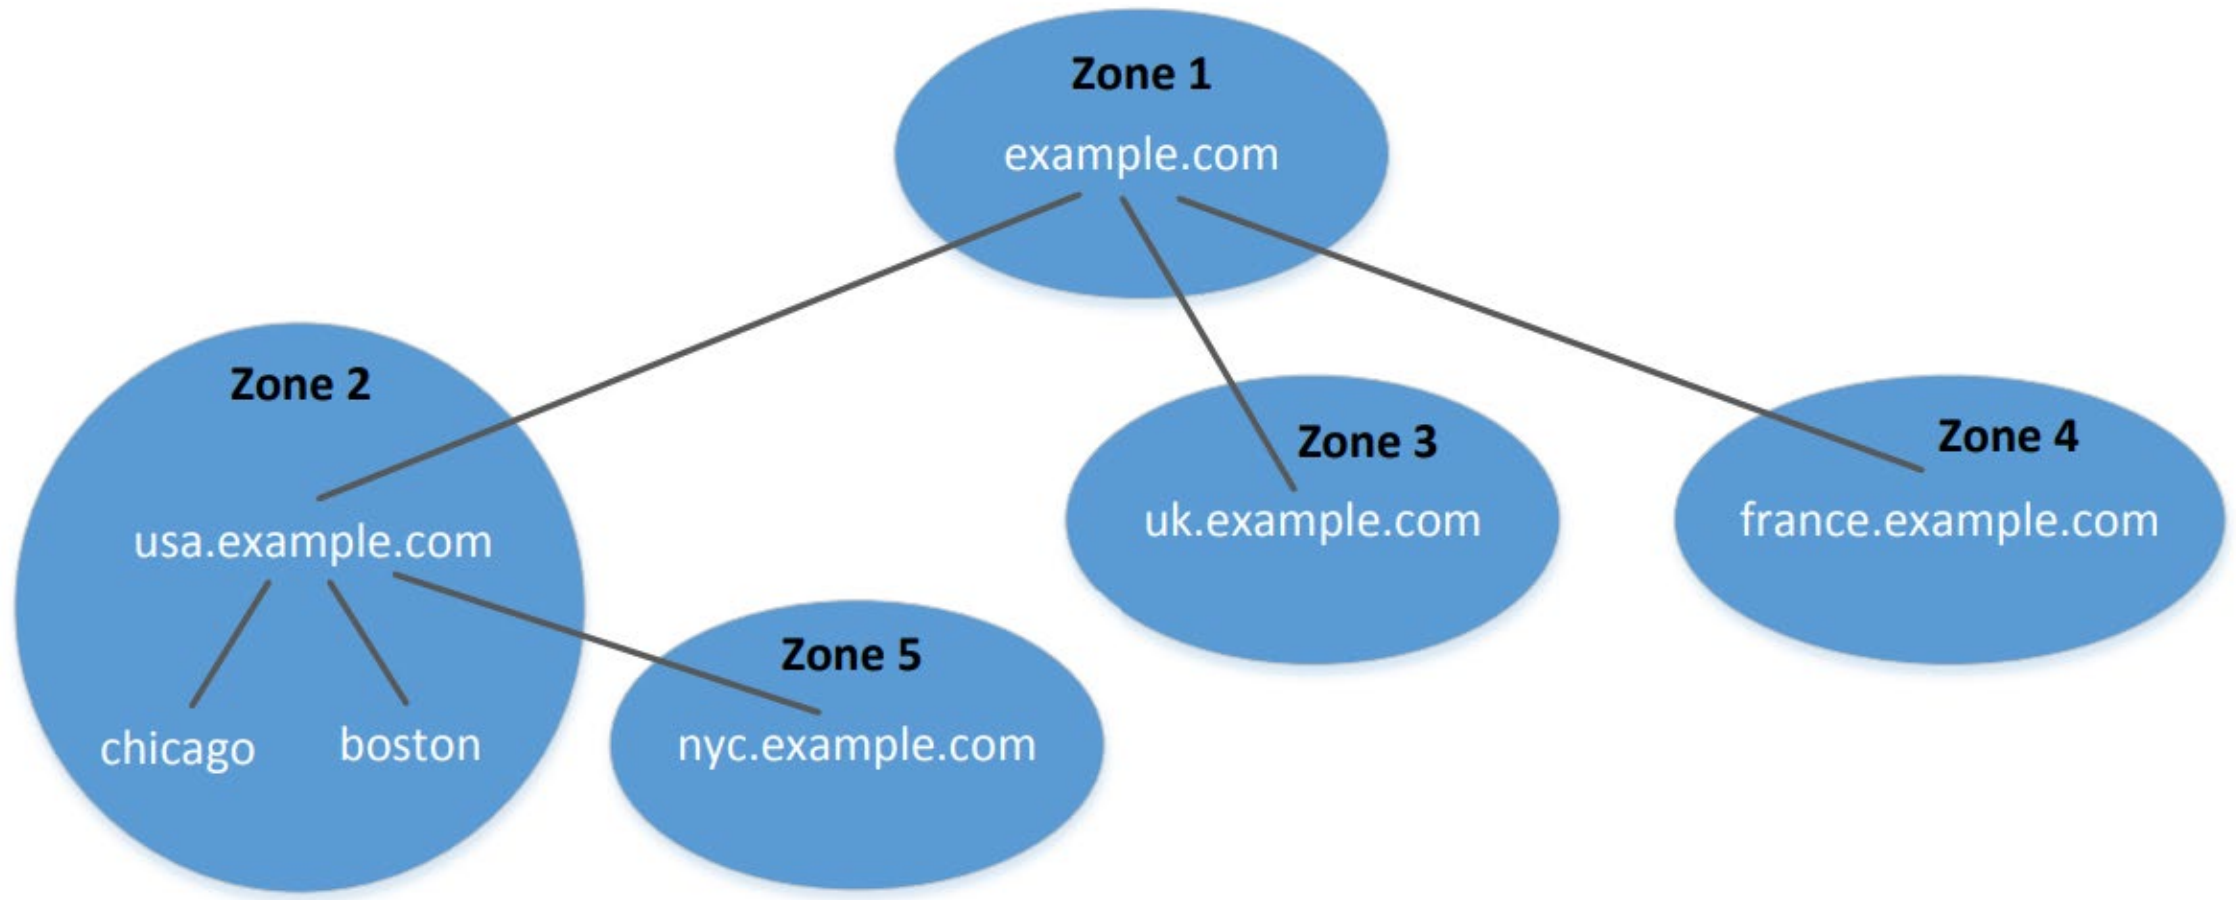 Zone 1
example.com
Zone 2
usa.example.com
chicago
boston
Zone 5
nyc.example.com
Zone 3
uk.example.com
Zone 4
france.example.com